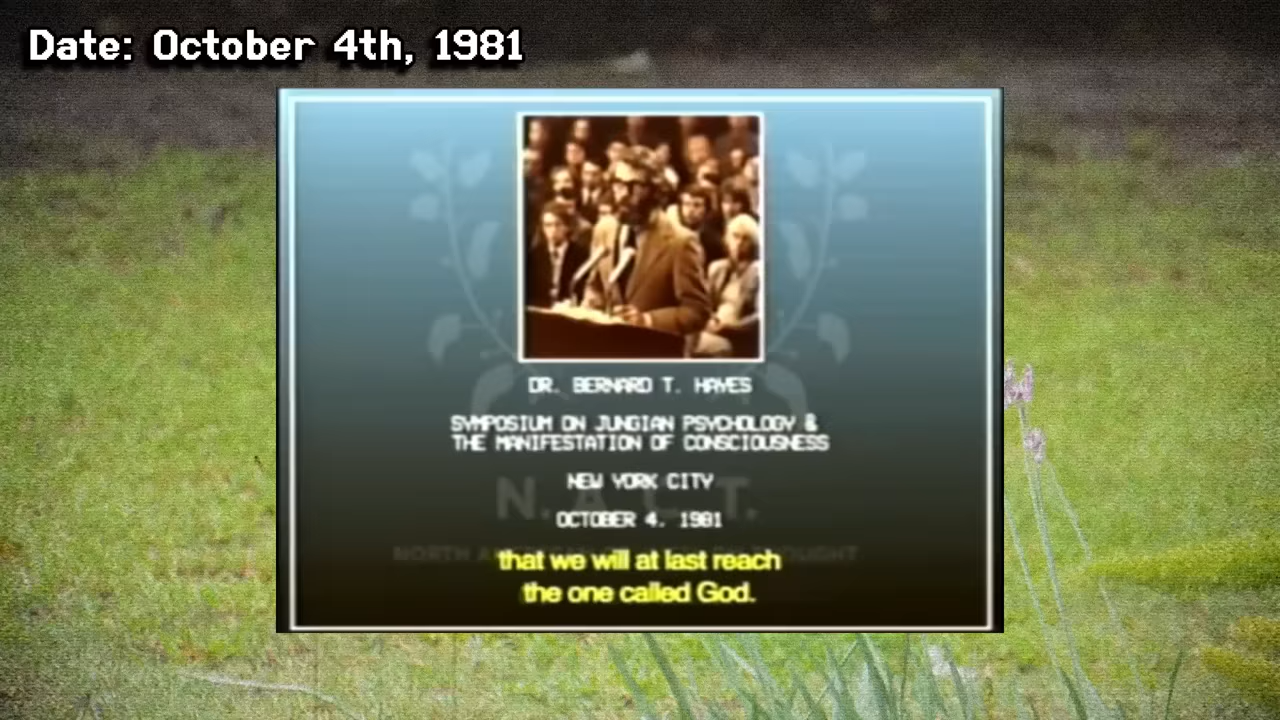 Date: October 4th, 1981
DR. BERNARD T. HAYES
SYMPOSIUM ON JUNGIAN PSYCHOLOGY &
THE MANIFESTATION OF CONSCIOUSNESS
NEW YORK CITY
N. A. C. T.
OCTOBER 4, 1981
NORTH
that we will at last reach
the one called God.